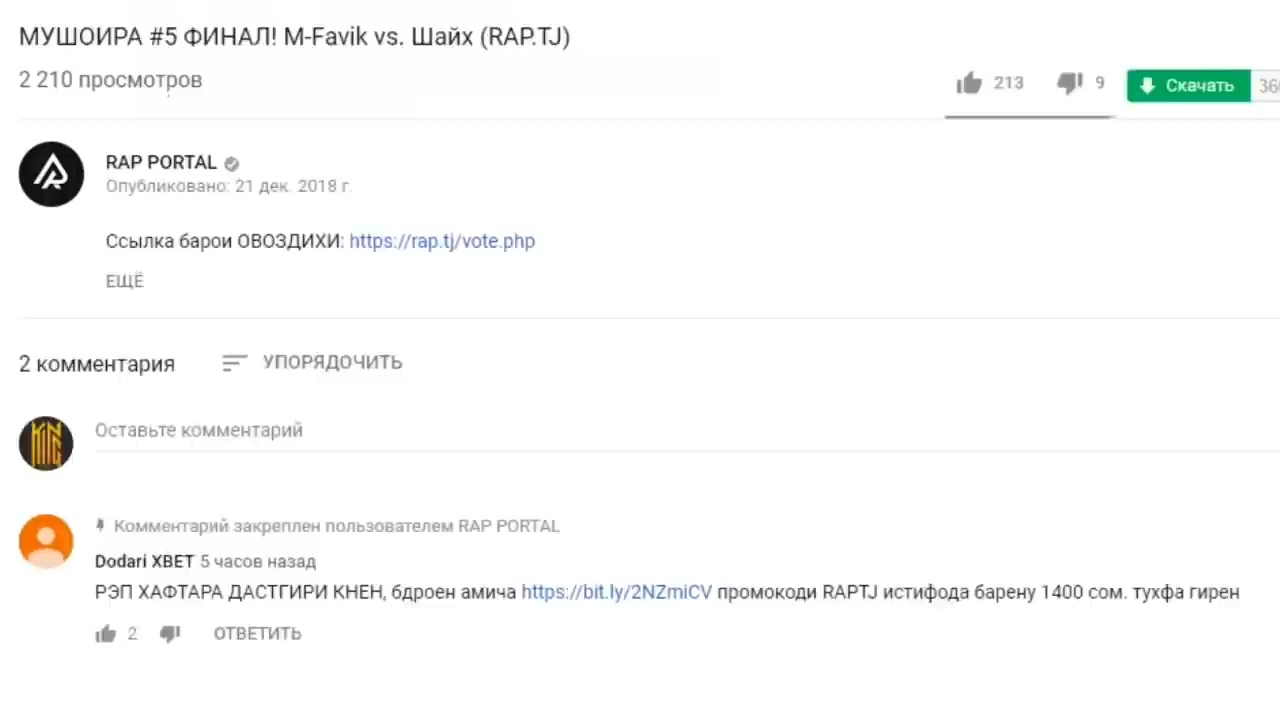 МУШОИРА #5 ФИНАЛ! M-Favik vs. Шайх (RAP.TJ)
2 210 просмотров
213
9
Скачать
36
RAP PORTAL
Опубликовано: 21 дек. 2018 г.
Ссылка барои ОВОЗДИХИ: https://rap.tj/vote.php
ЕЩЁ
2 комментария
УПОРЯДОЧИТЬ
KING
Оставьте комментарий
Комментарий закреплен пользователем RAP PORTAL
Dodari XBET 5 часов назад
РЭП ХАФТАРА ДАСТГИРИ КНЕН, бдроен амича https://bit.ly/2NZmiCV промокоди RAPTJ истифода барену 1400 сом. тухфа гирен
2
ОТВЕТИТЬ